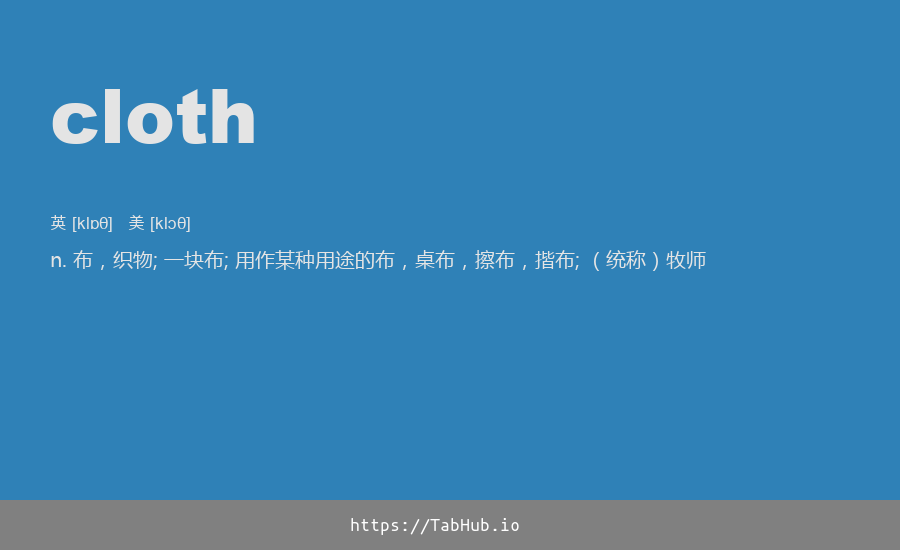 cloth
英 [klɒθ]   美 [klɔθ]
n. 布，织物; 一块布; 用作某种用途的布，桌布，擦布，揩布; （统称）牧师
https://TabHub.io